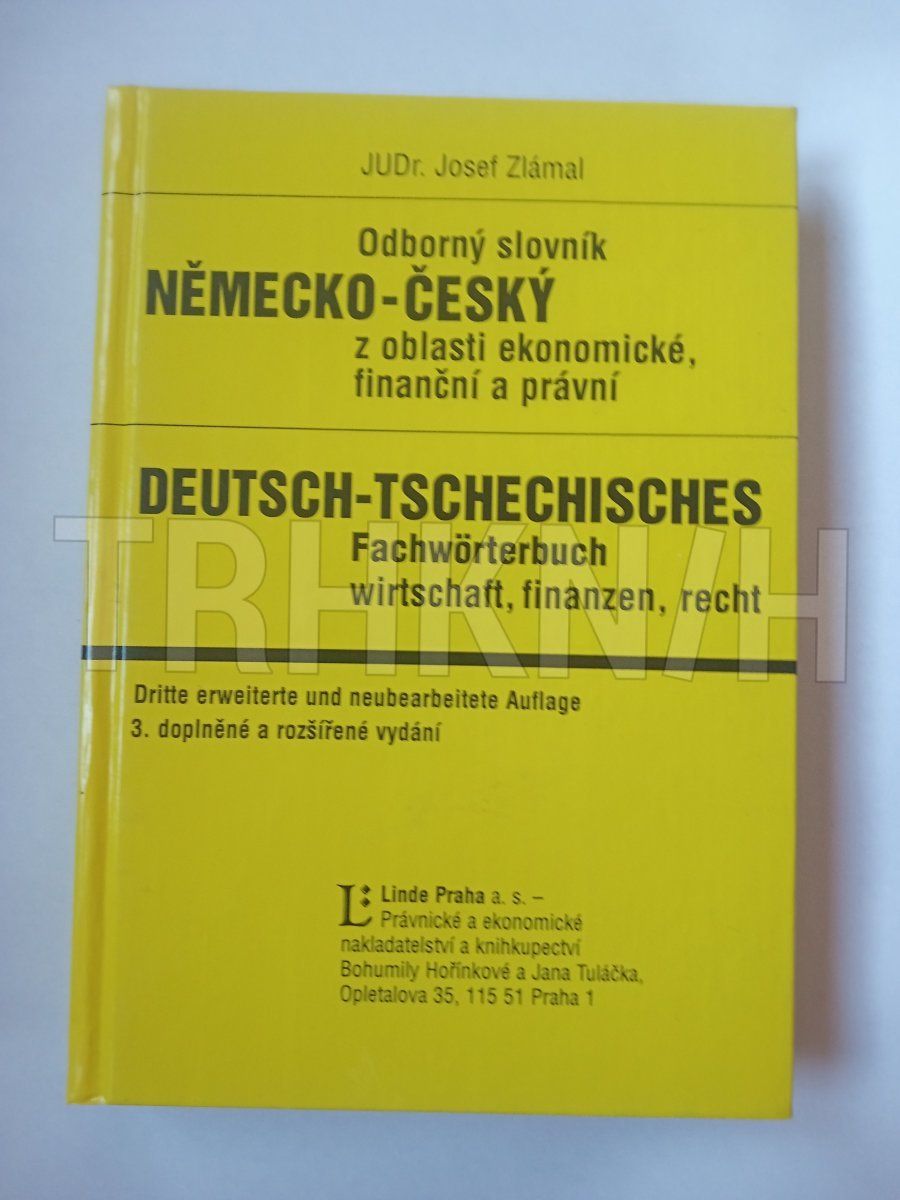 JUDr. Josef Zlámal
Odborný slovník
NĚMECKO-ČESKÝ
z oblasti ekonomické,
finanční a právní
DEUTSCH-TSCHECHISCHES
Fachwörterbuch
wirtschaft, finanzen, recht
TRHKNIH
Dritte erweiterte und neubearbeitete Auflage
3. doplněné a rozšířené vydání
Linde Praha a. s. –
Právnické a ekonomické
nakladatelství a knihkupectví
Bohumily Hořínkové a Jana Tuláčka,
Opletalova 35, 115 51 Praha 1